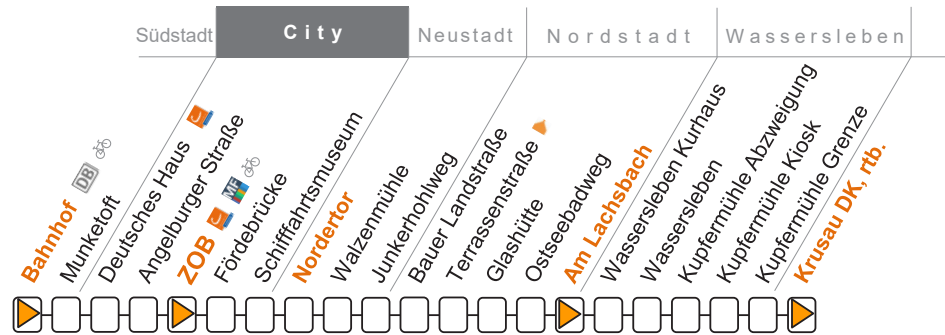 Südstadt City Neustadt Nordstadt Wassersleben
Bahnhof DB
Munketoft
Deutsches Haus
Angelburger Straße
ZOB MF
Fördebrücke
Schifffahrtsmuseum
Nordertor
Walzenmühle
Junkerhohlweg
Bauer Landstraße
Terrassenstraße
Glashütte
Ostseebadweg
Am Lachsbach
Wassersleben Kurhaus
Wassersleben
Kupfermühle Abzweigung
Kupfermühle Kiosk
Kupfermühle Grenze
Krusau DK, rtb.